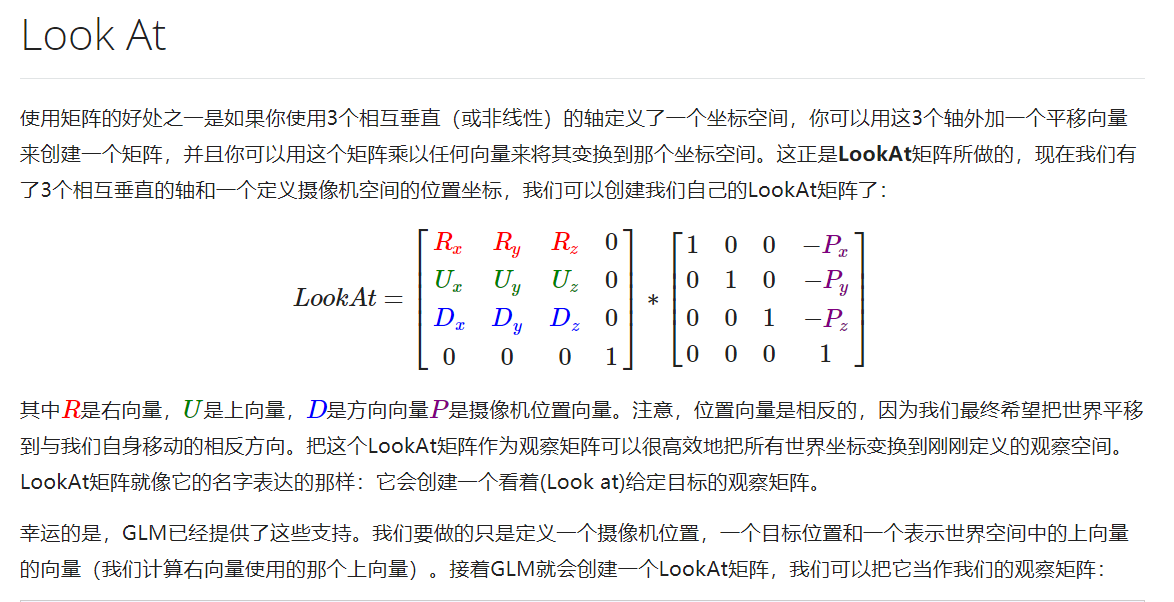 Look At
使用矩阵的好处之一是如果你使用3个相互垂直（或非线性）的轴定义了一个坐标空间，你可以用这3个轴外加一个平移向量
来创建一个矩阵，并且你可以用这个矩阵乘以任何向量来将其变换到那个坐标空间。这正是LookAt矩阵所做的，现在我们有
了3个相互垂直的轴和一个定义摄像机空间的位置坐标，我们可以创建我们自己的LookAt矩阵了：
LookAt = [Rx Ry Rz 0; Ux Uy Uz 0; Dx Dy Dz 0; 0 0 0 1] * [1 0 0 −Px; 0 1 0 −Py; 0 0 1 −Pz; 0 0 0 1]
其中R是右向量，U是上向量，D是方向向量P是摄像机位置向量。注意，位置向量是相反的，因为我们最终希望把世界平移
到与我们自身移动的相反方向。把这个LookAt矩阵作为观察矩阵可以很高效地把所有世界坐标变换到刚刚定义的观察空间。
LookAt矩阵就像它的名字表达的那样：它会创建一个看着(Look at)给定目标的观察矩阵。
幸运的是，GLM已经提供了这些支持。我们要做的只是定义一个摄像机位置，一个目标位置和一个表示世界空间中的上向量
的向量（我们计算右向量使用的那个上向量）。接着GLM就会创建一个LookAt矩阵，我们可以把它当作我们的观察矩阵：